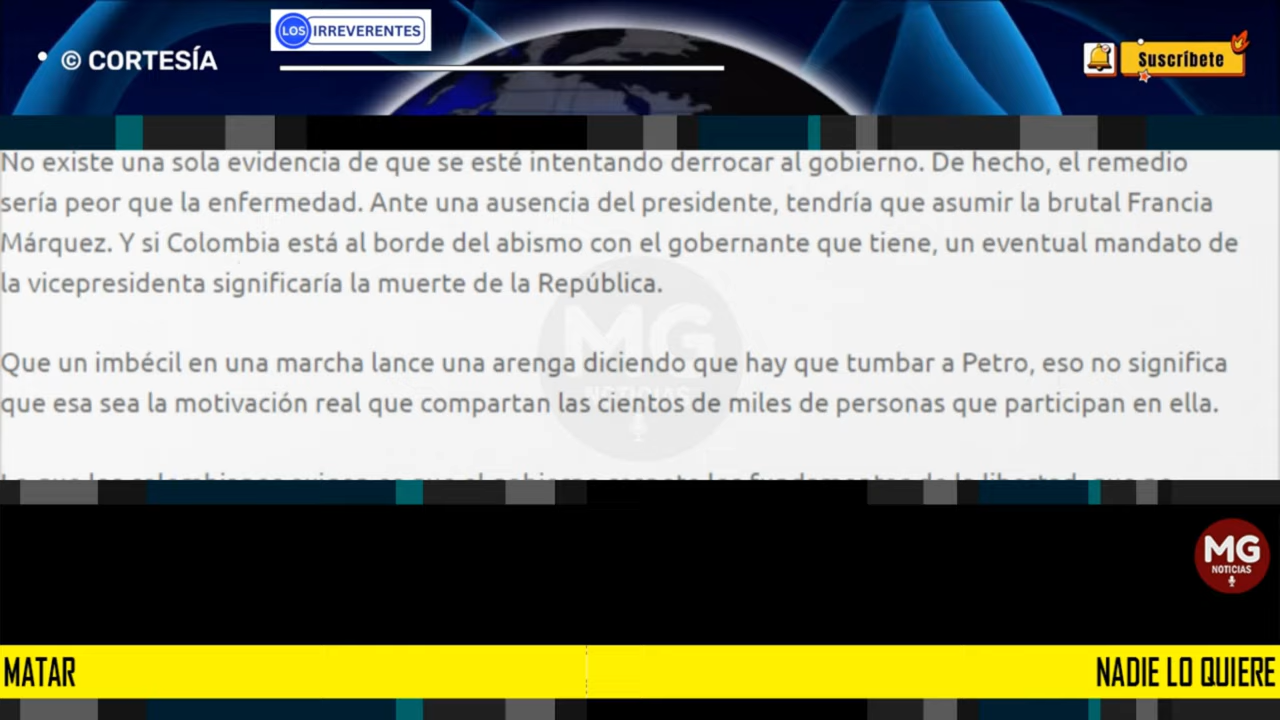 LOS IRREVERENTES
• © CORTESÍA
Suscríbete
No existe una sola evidencia de que se esté intentando derrocar al gobierno. De hecho, el remedio
sería peor que la enfermedad. Ante una ausencia del presidente, tendría que asumir la brutal Francia
Márquez. Y si Colombia está al borde del abismo con el gobernante que tiene, un eventual mandato de
la vicepresidenta significaría la muerte de la República.
MG
NOTICIAS
Que un imbécil en una marcha lance una arenga diciendo que hay que tumbar a Petro, eso no significa
que esa sea la motivación real que compartan las cientos de miles de personas que participan en ella.
MG
NOTICIAS
MATAR
NADIE LO QUIERE